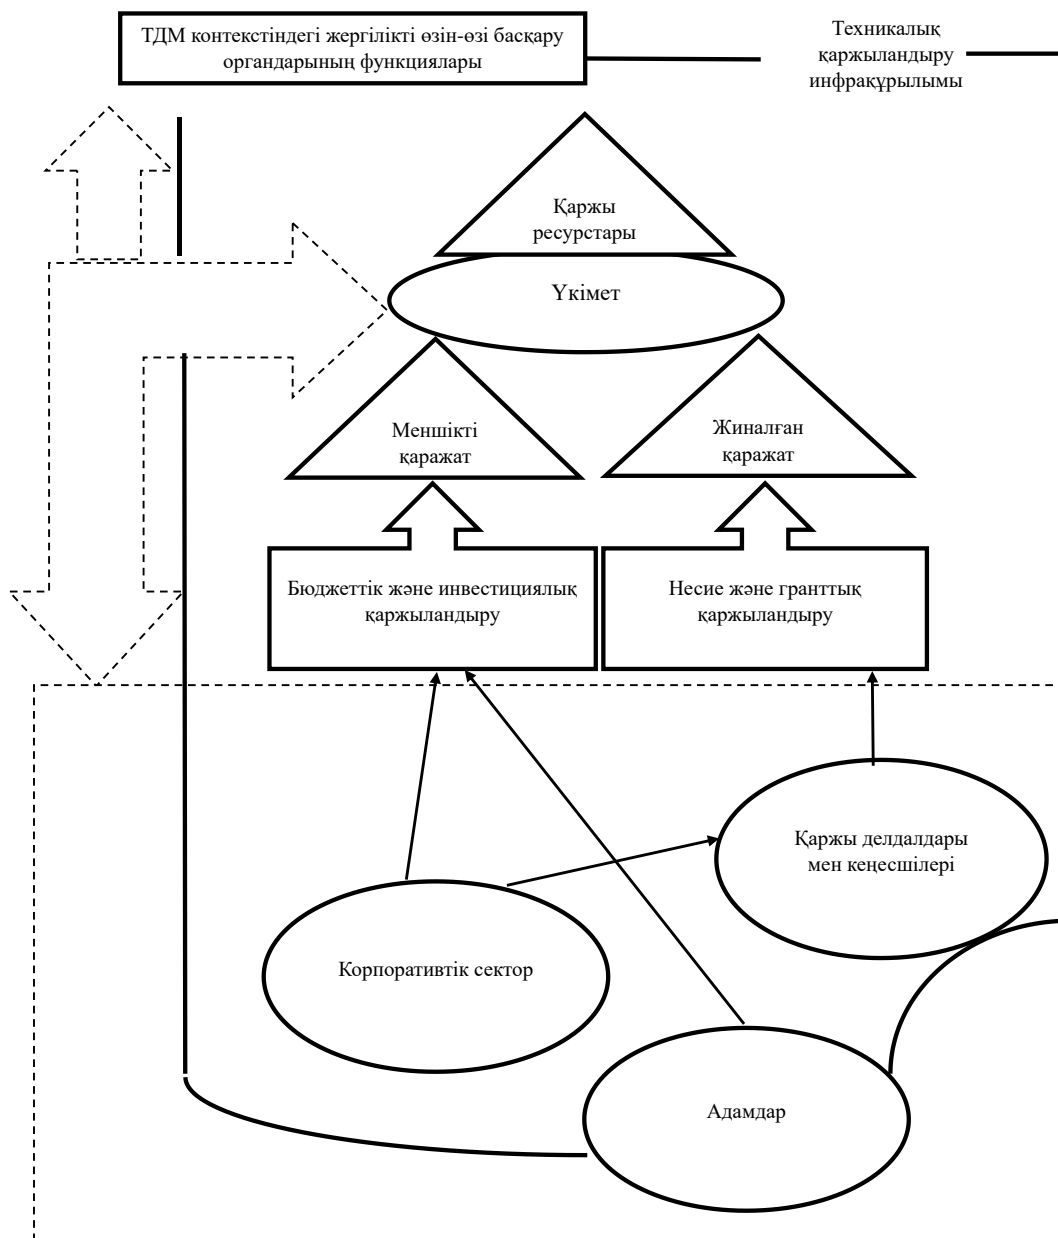 ТДМ контекстіндегі жергілікті өзін-өзі басқару
органдарының функциялары
Техникалық
қаржыландыру
инфрақұрылымы
Қаржы
ресурстары
Үкімет
Меншікті
қаражат
Жиналған
қаражат
Бюджеттік және инвестициялық
қаржыландыру
Несие және гранттық
қаржыландыру
Қаржы делдалдары
мен кеңесшілері
Корпоративтік сектор
Адамдар